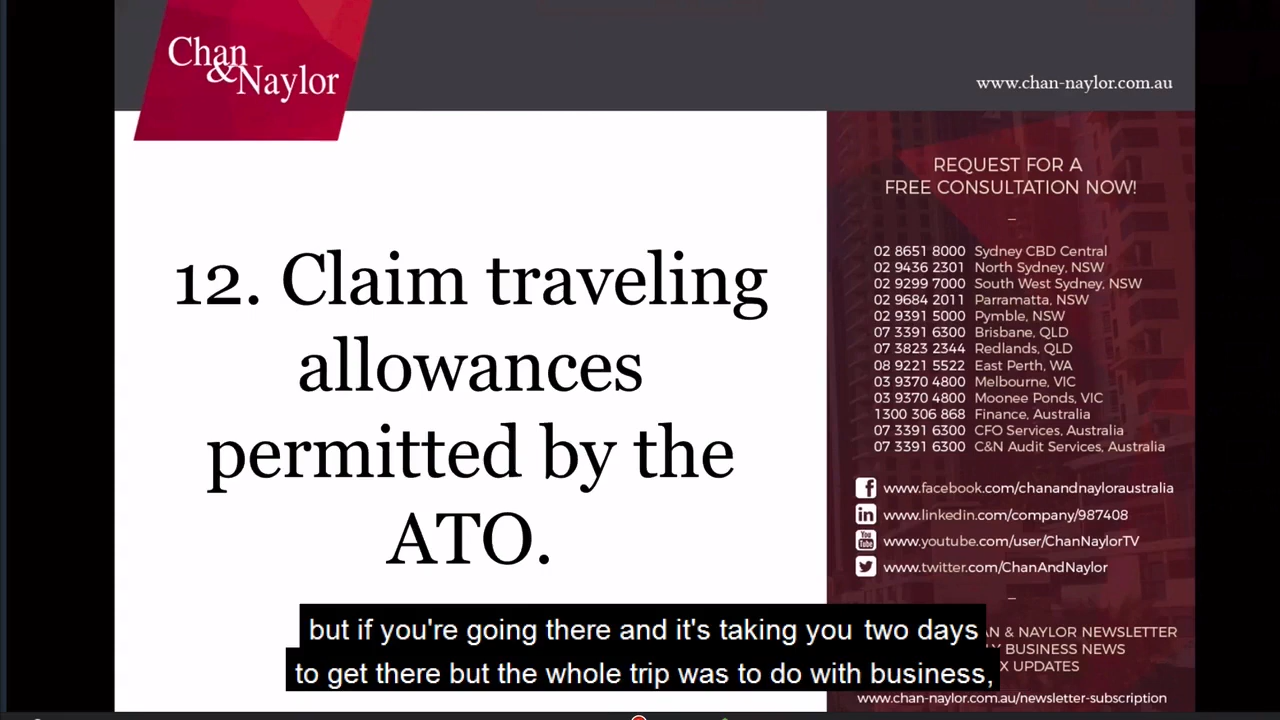 Chan
&Naylor
www.chan-naylor.com.au
12. Claim traveling
allowances
permitted by the
ATO.
REQUEST FOR A
FREE CONSULTATION NOW!
02 8651 8000 Sydney CBD Central
02 9436 2301 North Sydney, NSW
02 9299 7000 South West Sydney, NSW
02 9684 2011 Parramatta, NSW
02 9391 5000 Pymble, NSW
07 3391 6300 Brisbane, QLD
07 3823 2344 Redlands, QLD
08 9221 5522 East Perth, WA
03 9370 4800 Melbourne, VIC
03 9370 4800 Moonee Ponds, VIC
1300 306 868 Finance, Australia
07 3391 6300 CFO Services, Australia
07 3391 6300 C&N Audit Services, Australia
www.facebook.com/chanandnayloraustralia
www.linkedin.com/company/987408
www.youtube.com/user/ChanNaylorTV
www.twitter.com/ChanAndNaylor
& NAYLOR NEWSLETTER
BUSINESS NEWS
UPDATES
www.chan-naylor.com.au/newsletter-subscription
but if you're going there and it's taking you two days
to get there but the whole trip was to do with business,